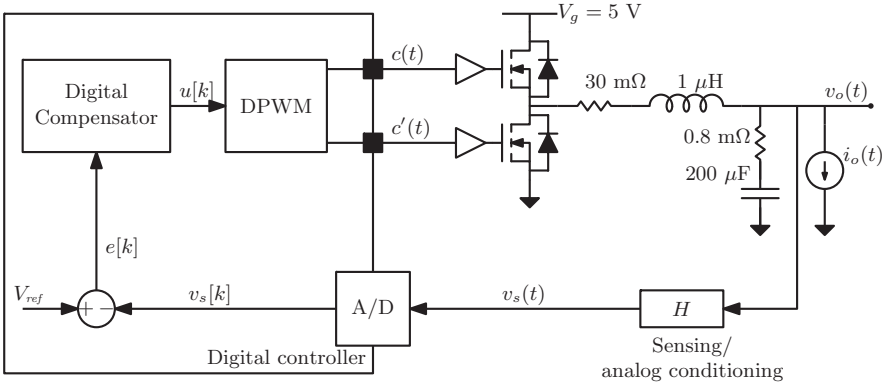 V_g = 5 V
c(t)
30 mΩ
1 μH
v_o(t)
Digital
Compensator
u[k]
DPWM
c′(t)
0.8 mΩ
200 μF
i_o(t)
e[k]
V_ref
+ −
v_s[k]
A/D
v_s(t)
H
Digital controller
Sensing/
analog conditioning